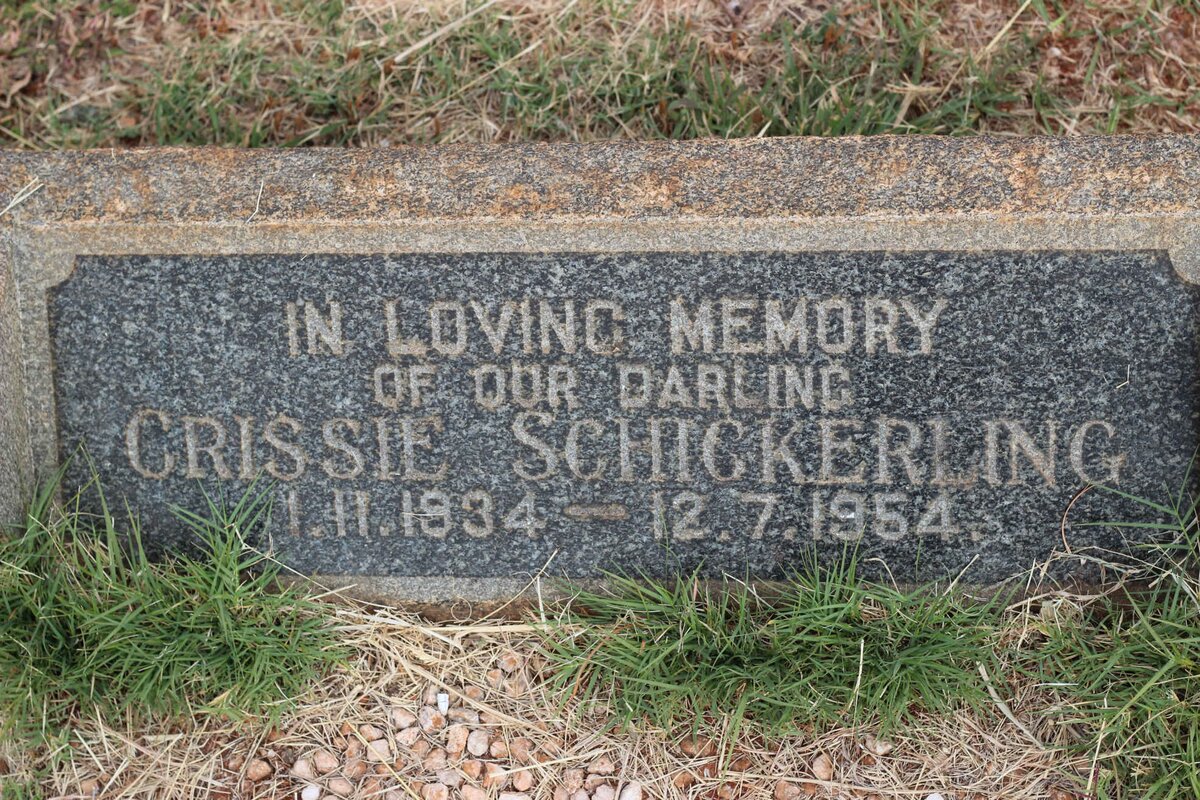 IN LOVING MEMORY
OF OUR DARLING
CRISSIE SCHICKERLING
1.11.1934 — 12.7.1954.